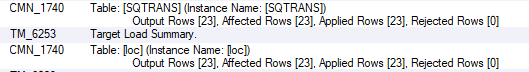 CMN_1740 Table: [SQTRANS] (Instance Name: [SQTRANS])
Output Rows [23], Affected Rows [23], Applied Rows [23], Rejected Rows [0]
TM_6253 Target Load Summary.
CMN_1740 Table: [loc] (Instance Name: [loc])
Output Rows [23], Affected Rows [23], Applied Rows [23], Rejected Rows [0]